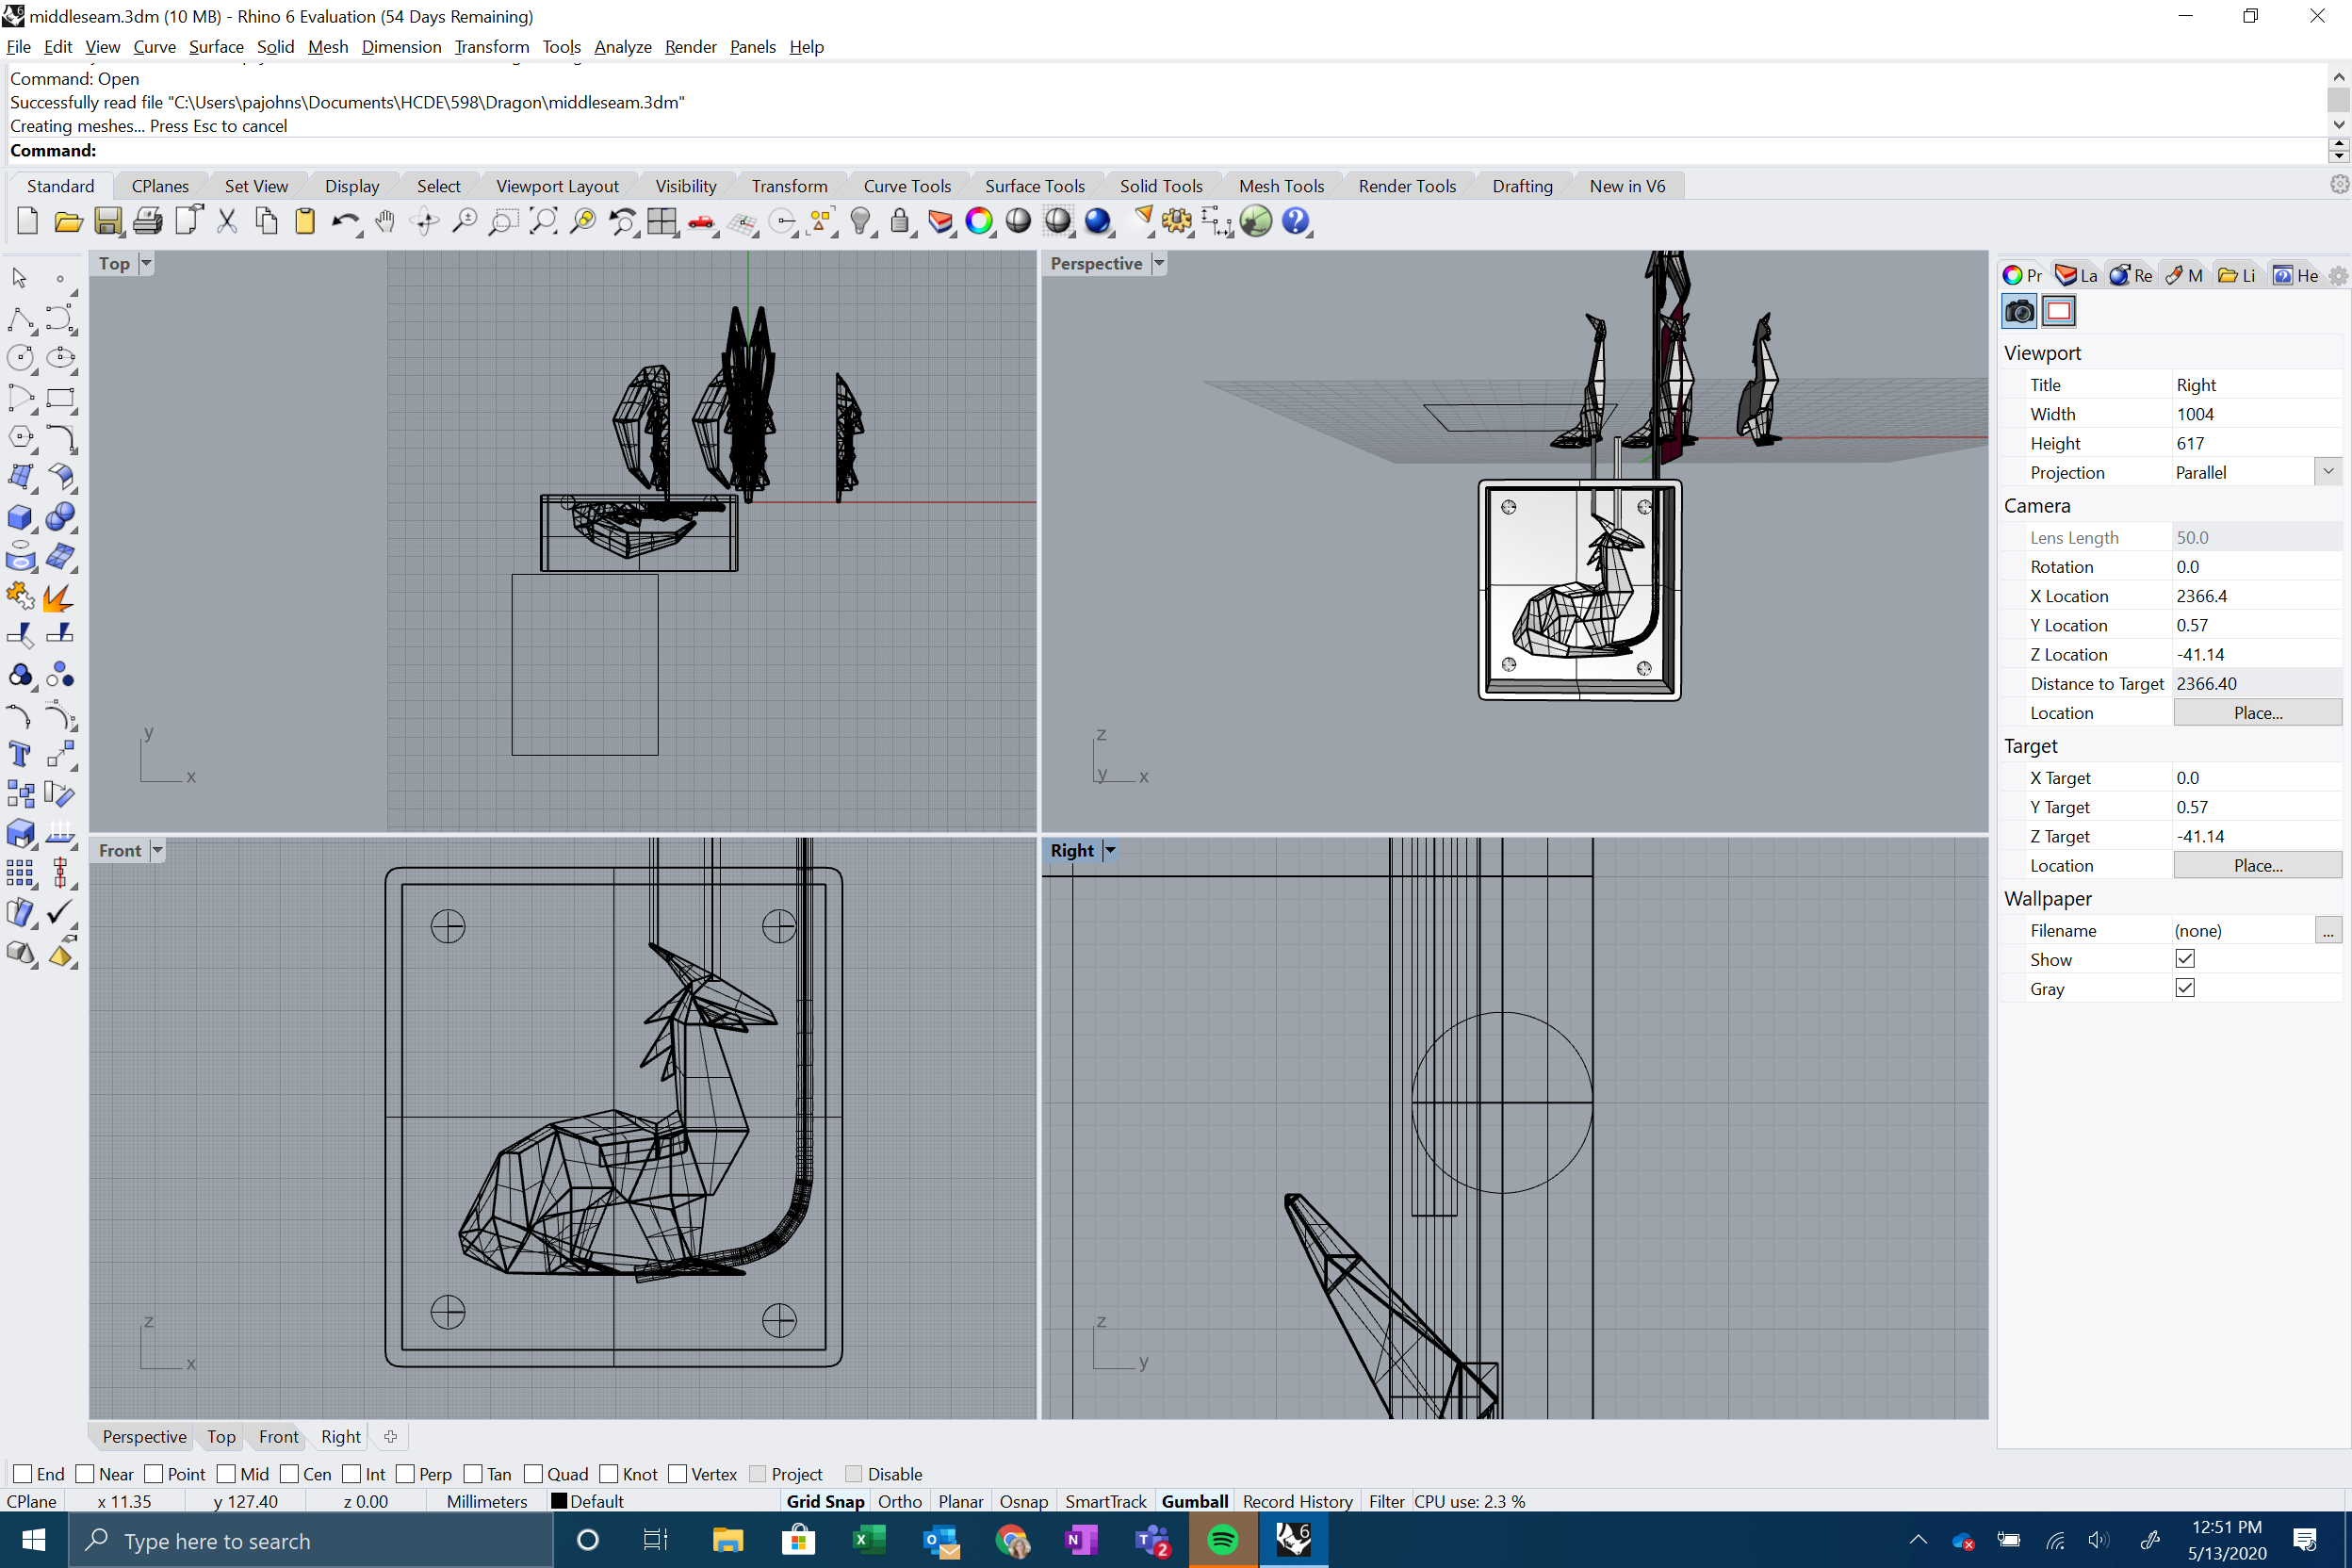 middleseam.3dm (10 MB) - Rhino 6 Evaluation (54 Days Remaining)
File Edit View Curve Surface Solid Mesh Dimension Transform Tools Analyze Render Panels Help
Command: Open
Successfully read file "C:\Users\pajohns\Documents\HCDE\598\Dragon\middleseam.3dm"
Creating meshes... Press Esc to cancel
Command:
Standard CPlanes Set View Display Select Viewport Layout Visibility Transform Curve Tools Surface Tools Solid Tools Mesh Tools Render Tools Drafting New in V6
Top
y
x
Perspective
z
y
x
Front
z
x
Right
z
y
Pr La Re M Li He
Viewport
Title Right
Width 1004
Height 617
Projection Parallel
Camera
Lens Length 50.0
Rotation 0.0
X Location 2366.4
Y Location 0.57
Z Location -41.14
Distance to Target 2366.40
Location Place...
Target
X Target 0.0
Y Target 0.57
Z Target -41.14
Location Place...
Wallpaper
Filename (none) ...
Show
Gray
Perspective Top Front Right
End Near Point Mid Cen Int Perp Tan Quad Knot Vertex Project Disable
CPlane x 11.35 y 127.40 z 0.00 Millimeters Default Grid Snap Ortho Planar Osnap SmartTrack Gumball Record History Filter CPU use: 2.3 %
Type here to search
2
6
12:51 PM
5/13/2020